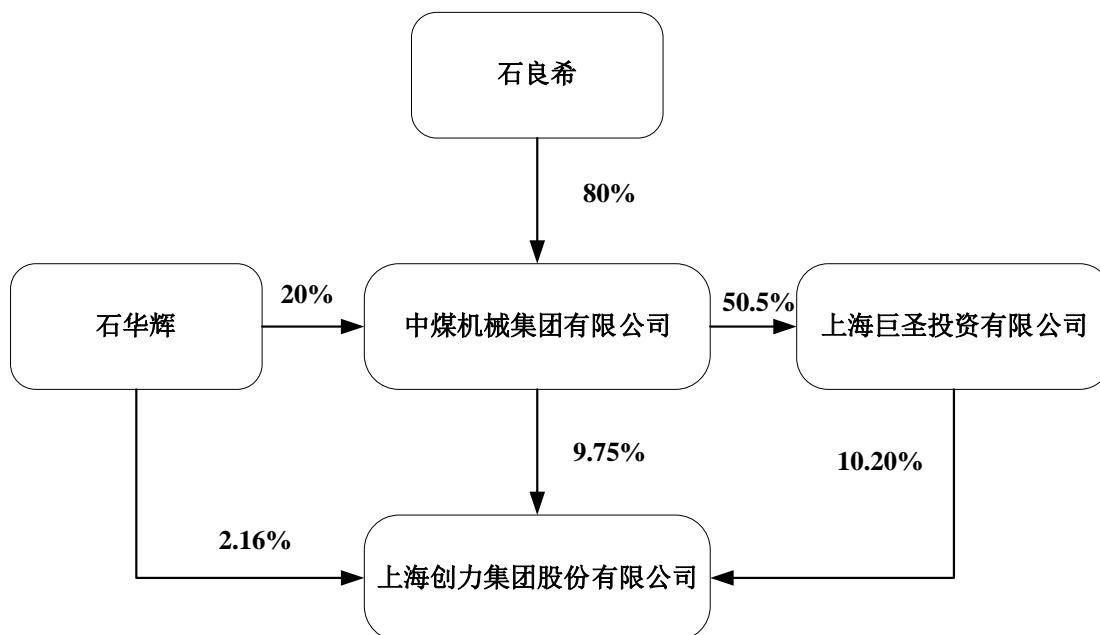 石良希
80%
石华辉
20%
中煤机械集团有限公司
50.5%
上海巨圣投资有限公司
2.16%
9.75%
10.20%
上海创力集团股份有限公司